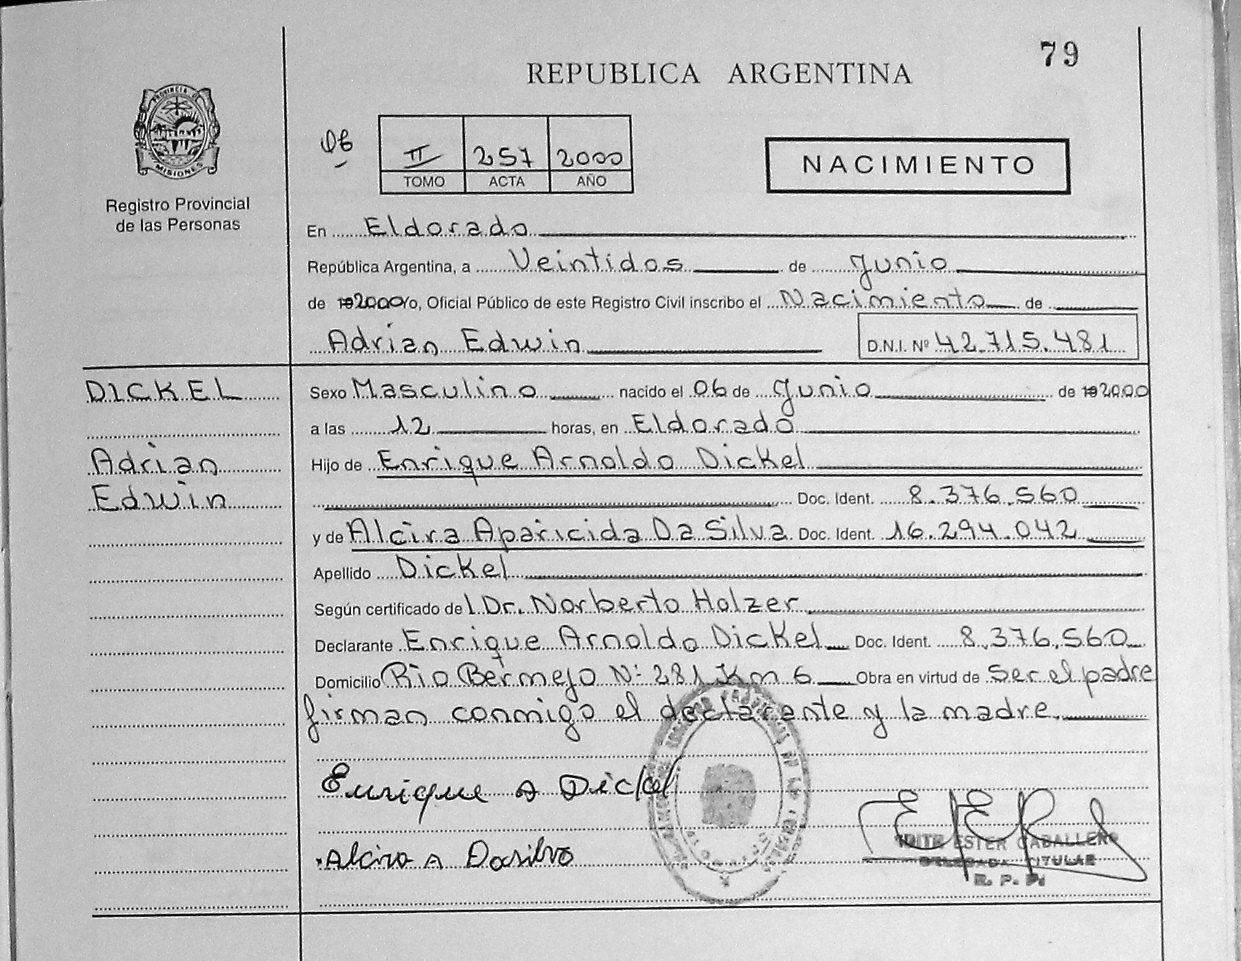 79
REPUBLICA ARGENTINA
PROVINCIA DE
MISIONES
Registro Provincial
de las Personas
06
II 257 2000
TOMO ACTA AÑO
NACIMIENTO
En Eldorado
República Argentina, a Veintidos de Junio
de 2000, Oficial Público de este Registro Civil inscribo el Nacimiento de
Adrian Edwin D.N.I. Nº 42.715.481
DICKEL
Adrian
Edwin
Sexo Masculino nacido el 06 de Junio de 2000
a las 12 horas, en Eldorado
Hijo de Enrique Arnoldo Dickel
Doc. Ident. 8.376.560
y de Alcira Aparicida Da Silva Doc. Ident. 16.294.042
Apellido Dickel
Según certificado del Dr. Norberto Holzer
Declarante Enrique Arnoldo Dickel Doc. Ident. 8.376.560
Domicilio Rio Bermejo Nº 281 Km 6 Obra en virtud de Ser el padre
firman conmigo el declarante y la madre
Enrique A Dickel
Alcira A Dasilva
EDITH ESTER CABALLERO
DELEGADA TITULAR
R. P. P.